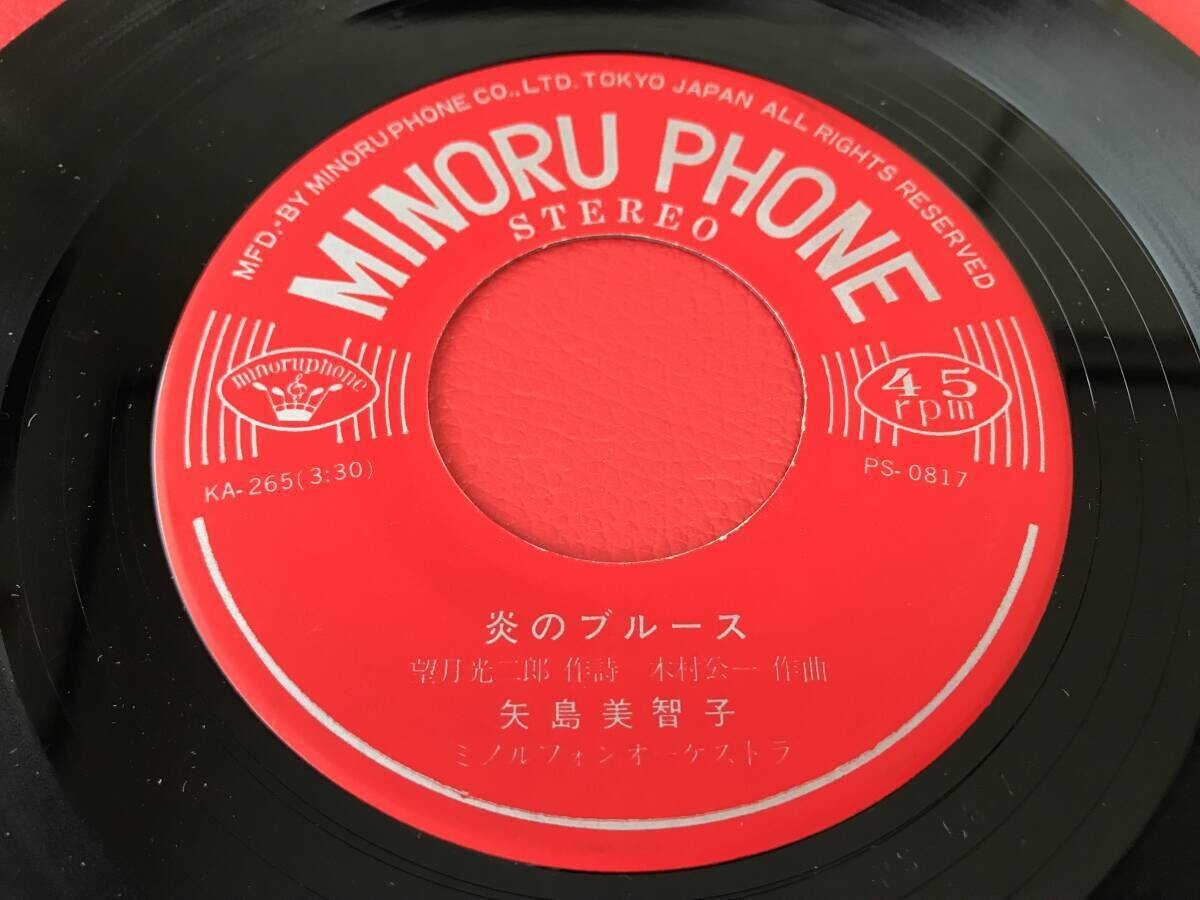 MFD.·BY MINORUPHONE CO., LTD. TOKYO JAPAN ALL RIGHTS RESERVED
MINORU PHONE
STEREO
minoruphone
45
rpm
KA-265(3:30)
PS-0817
炎のブルース
望月光二郎 作詩 木村公一 作曲
矢島美智子
ミノルフォンオーケストラ